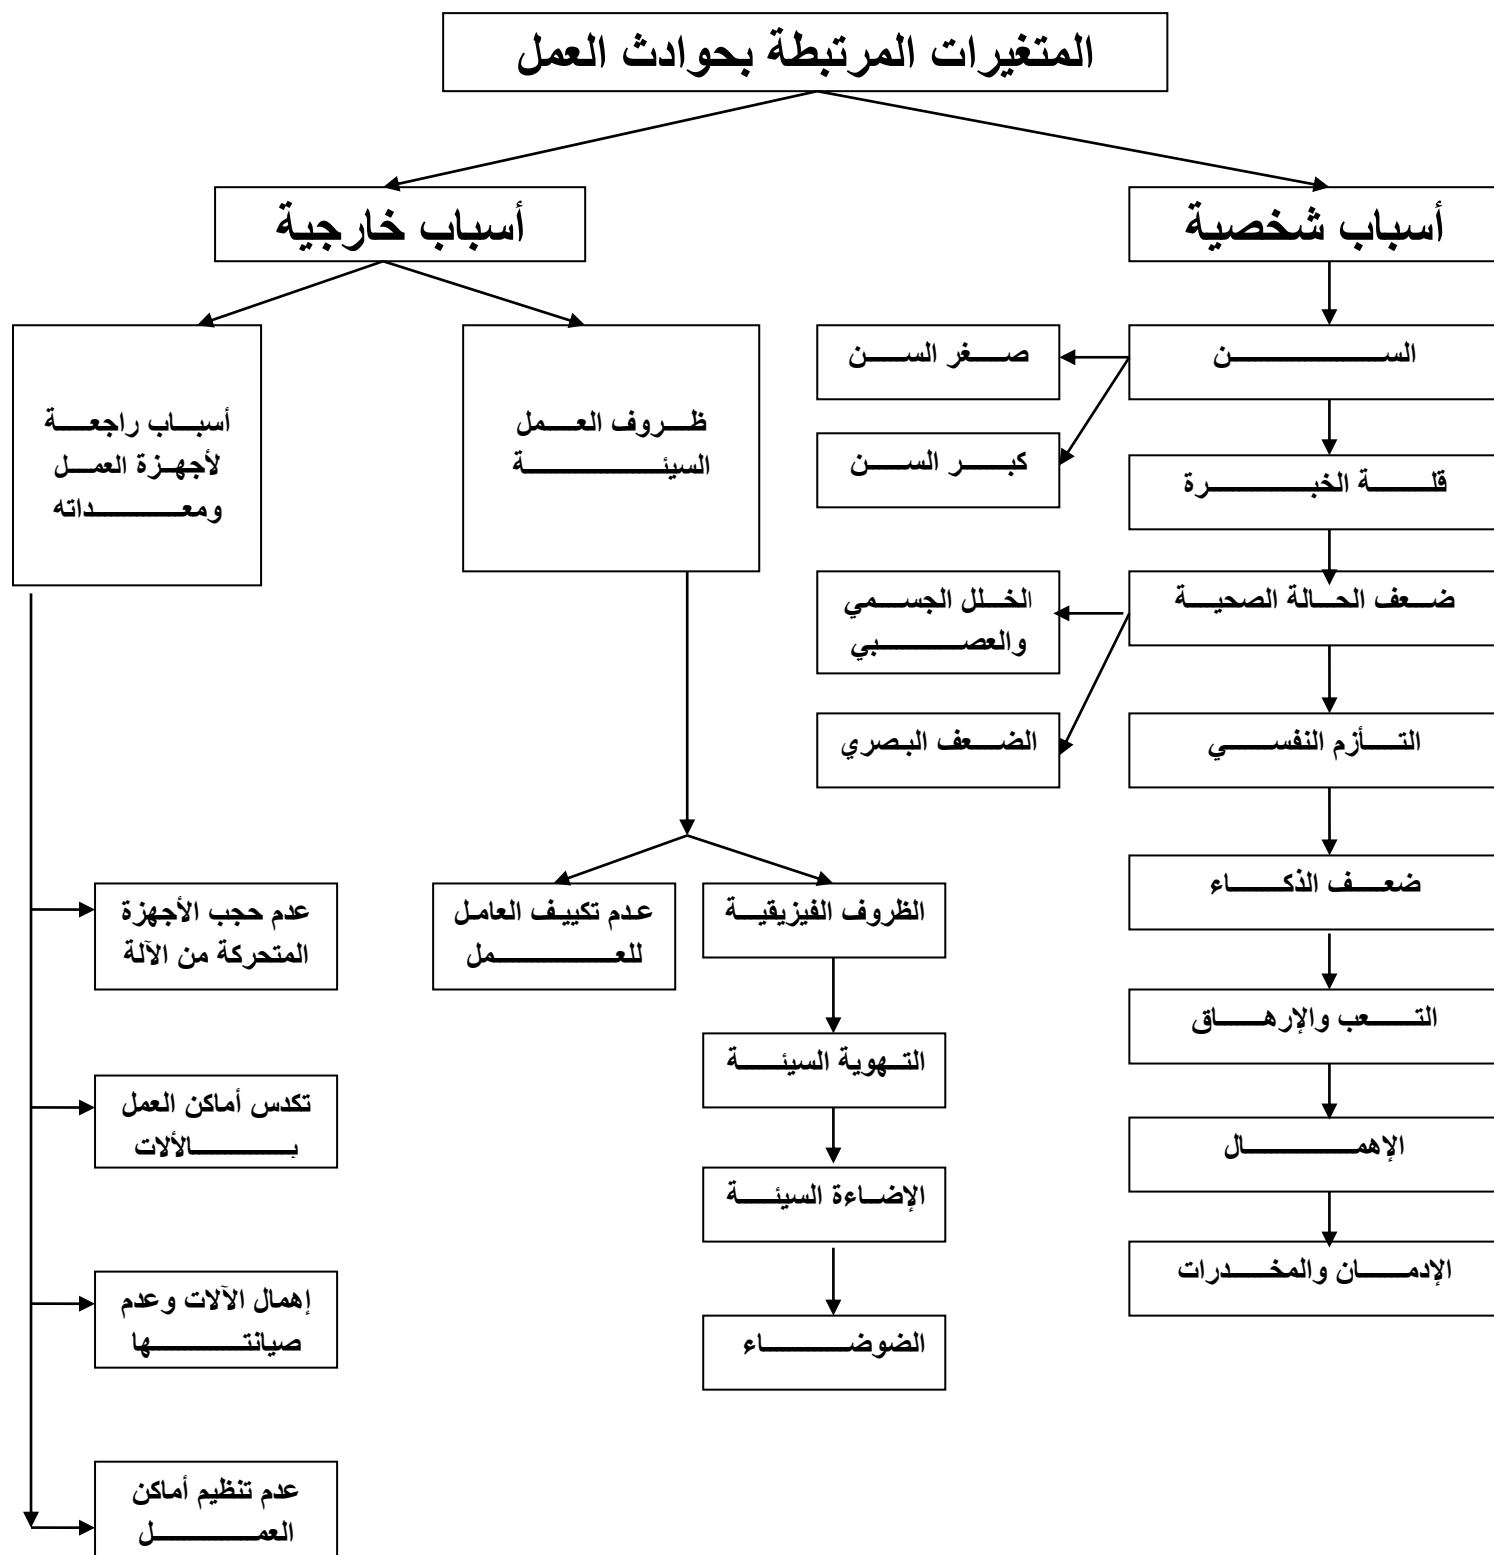 المتغيرات المرتبطة بحوادث العمل
أسباب شخصية
أسباب خارجية
السن
صغر السن
كبر السن
قلة الخبرة
ضعف الحالة الصحية
الخلل الجسمي
والعصبي
الضعف البصري
التأزم النفسي
ضعف الذكاء
التعب والإرهاق
الإهمال
الإدمان والمخدرات
ظروف العمل
السيئة
الظروف الفيزيقية
التهوية السيئة
الإضاءة السيئة
الضوضاء
عدم تكييف العامل
للعمل
أسباب راجعة
لأجهزة العمل
ومعداته
عدم حجب الأجهزة
المتحركة من الآلة
تكدس أماكن العمل
بالألات
إهمال الآلات وعدم
صيانتها
عدم تنظيم أماكن
العمل